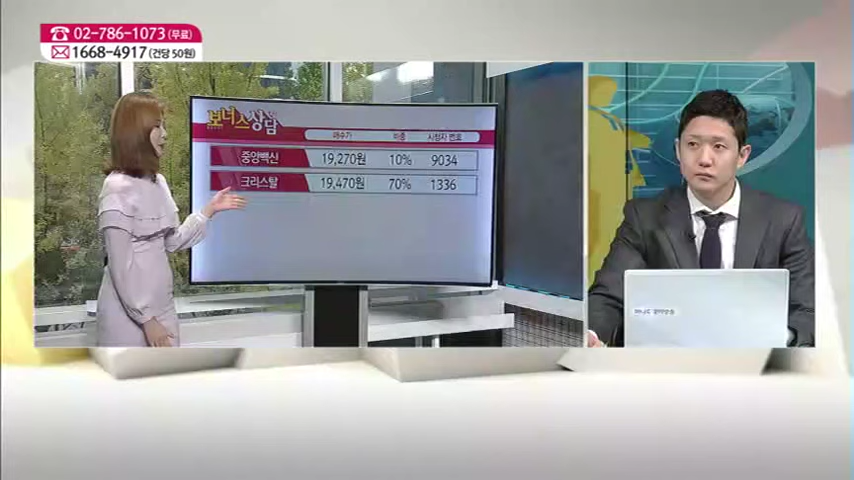 02-786-1073(무료)
1668-4917(건당 50원)
보너스상담
매수가 비중 시청자 번호
중앙백신 19,270원 10% 9034
크리스탈 19,470원 70% 1336